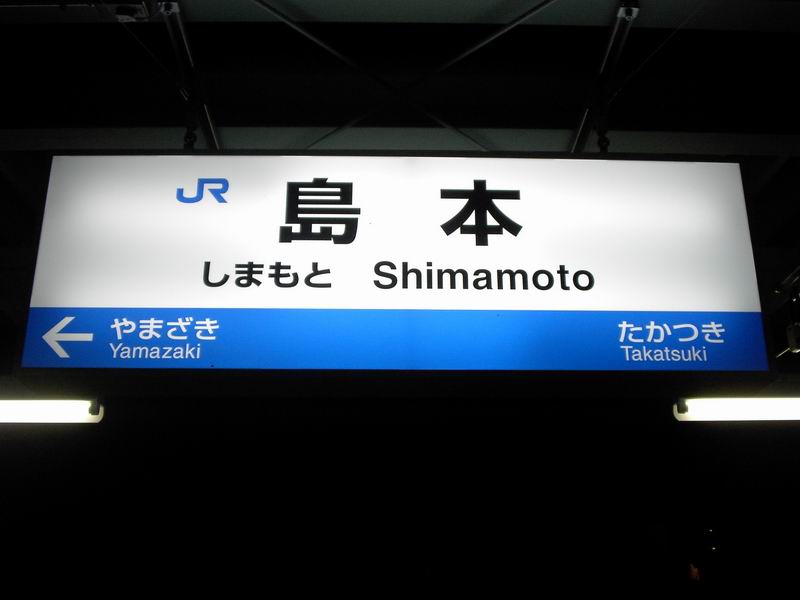 JR
島本
しまもと Shimamoto
やまざき
Yamazaki
たかつき
Takatsuki